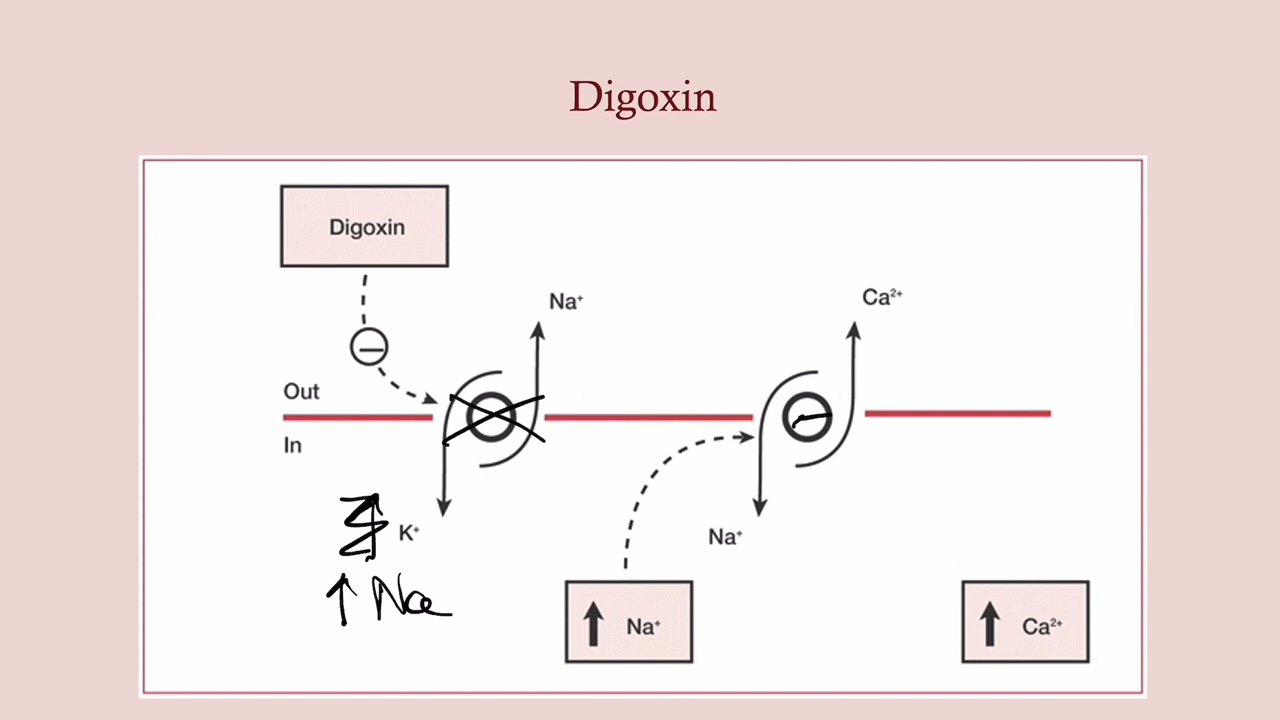 Digoxin
Digoxin
Na⁺
Ca²⁺
Out
In
K⁺
Na⁺
↑ Na
↑ Na⁺
↑ Ca²⁺